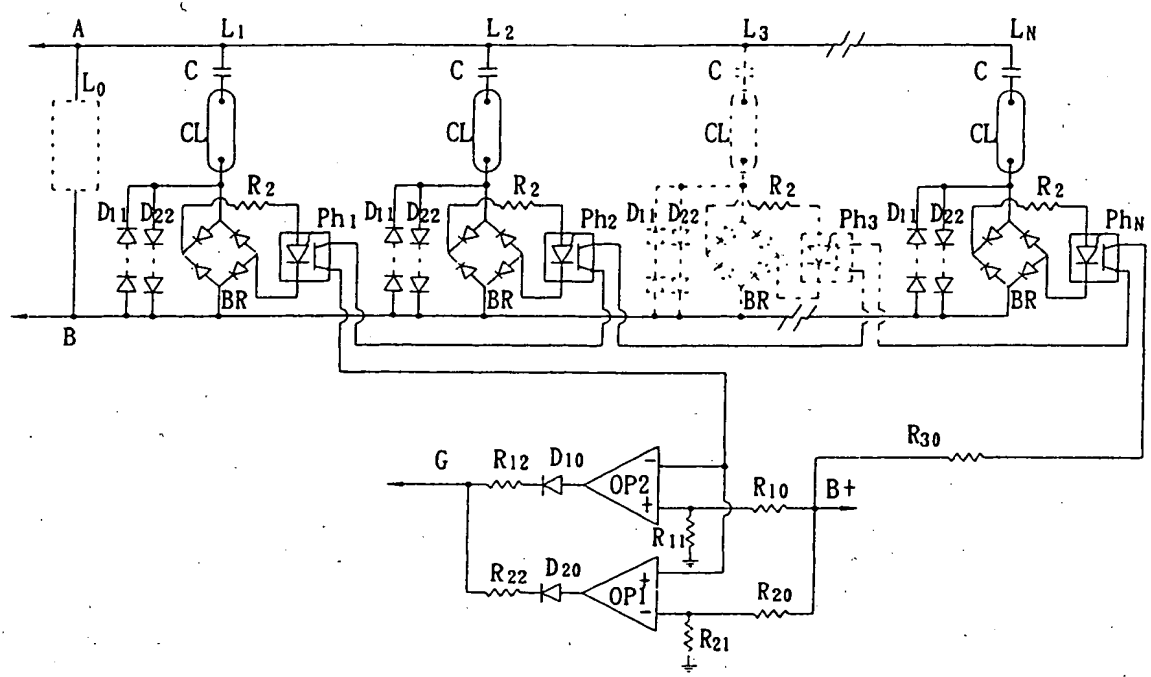 A L1 L2 L3 LN
C C C C
L0
CL CL CL CL
R2 R2 R2 R2
D11 D22 Ph1 D11 D22 Ph2 D11 D22 Ph3 D11 D22 PhN
BR BR BR BR
B
R30
G R12 D10 OP2 - + R10 B+
R11
R22 D20 OP1 + - R20
R21